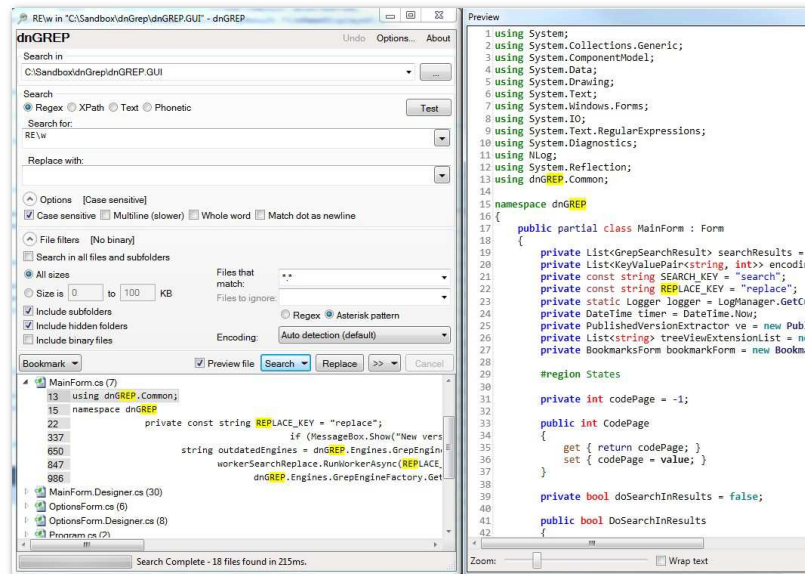 RE\w in "C:\Sandbox\dnGrep\dnGREP.GUI" - dnGREP
dnGREP Undo Options... About
Search in
C:\Sandbox\dnGrep\dnGREP.GUI ...
Search
Regex XPath Text Phonetic Test
Search for:
RE\w
Replace with:
Options [Case sensitive]
Case sensitive Multiline (slower) Whole word Match dot as newline
File filters [No binary]
Search in all files and subfolders
All sizes
Size is 0 to 100 KB
Files that match: *.*
Files to ignore:
Include subfolders Regex Asterisk pattern
Include hidden folders
Include binary files Encoding: Auto detection (default)
Bookmark Preview file Search Replace >> Cancel
MainForm.cs (7)
13 using dnGREP.Common;
15 namespace dnGREP
22 private const string REPLACE_KEY = "replace";
337 if (MessageBox.Show("New vers
650 string outdatedEngines = dnGREP.Engines.GrepEngin
847 workerSearchReplace.RunWorkerAsync(REPLACE_
986 dnGREP.Engines.GrepEngineFactory.Get
MainForm.Designer.cs (30)
OptionsForm.cs (6)
OptionsForm.Designer.cs (8)
Program.cs (2)
Search Complete - 18 files found in 215ms.
Preview
1 using System;
2 using System.Collections.Generic;
3 using System.ComponentModel;
4 using System.Data;
5 using System.Drawing;
6 using System.Text;
7 using System.Windows.Forms;
8 using System.IO;
9 using System.Text.RegularExpressions;
10 using System.Diagnostics;
11 using NLog;
12 using System.Reflection;
13 using dnGREP.Common;
14
15 namespace dnGREP
16 {
17 public partial class MainForm : Form
18 {
19 private List<GrepSearchResult> searchResults =
20 private List<KeyValuePair<string, int>> encodin
21 private const string SEARCH_KEY = "search";
22 private const string REPLACE_KEY = "replace";
23 private static Logger logger = LogManager.GetCu
24 private DateTime timer = DateTime.Now;
25 private PublishedVersionExtractor ve = new Publ
26 private List<string> treeViewExtensionList = ne
27 private BookmarksForm bookmarkForm = new Bookma
28
29 #region States
30
31 private int codePage = -1;
32
33 public int CodePage
34 {
35 get { return codePage; }
36 set { codePage = value; }
37 }
38
39 private bool doSearchInResults = false;
40
41 public bool DoSearchInResults
42 {
Zoom: Wrap text